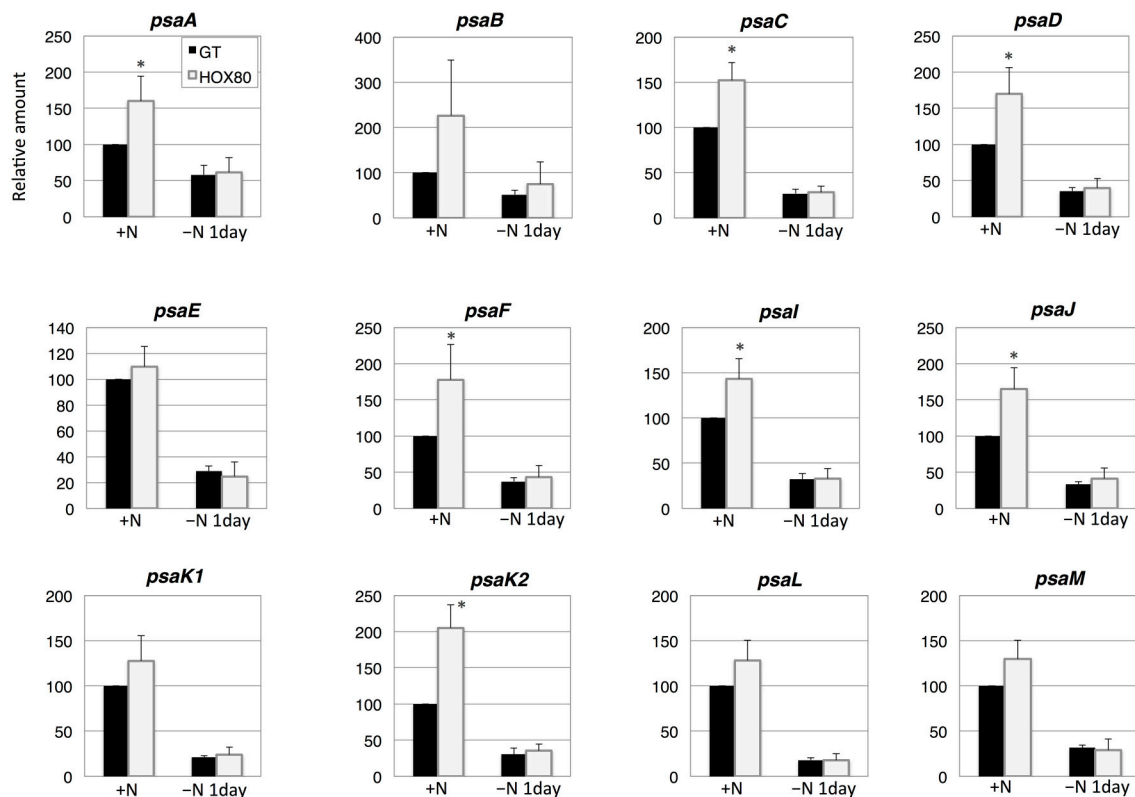 psaA
psaB
psaC
psaD
Relative amount
250
200
150
100
50
0
GT
HOX80
*
+N
−N 1day
400
300
200
100
0
+N
−N 1day
200
150
100
50
0
*
+N
−N 1day
250
200
150
100
50
0
*
+N
−N 1day
psaE
psaF
psaI
psaJ
140
120
100
80
60
40
20
0
+N
−N 1day
250
200
150
100
50
0
*
+N
−N 1day
200
150
100
50
0
*
+N
−N 1day
250
200
150
100
50
0
*
+N
−N 1day
psaK1
psaK2
psaL
psaM
200
150
100
50
0
+N
−N 1day
250
200
150
100
50
0
*
+N
−N 1day
200
150
100
50
0
+N
−N 1day
200
150
100
50
0
+N
−N 1day